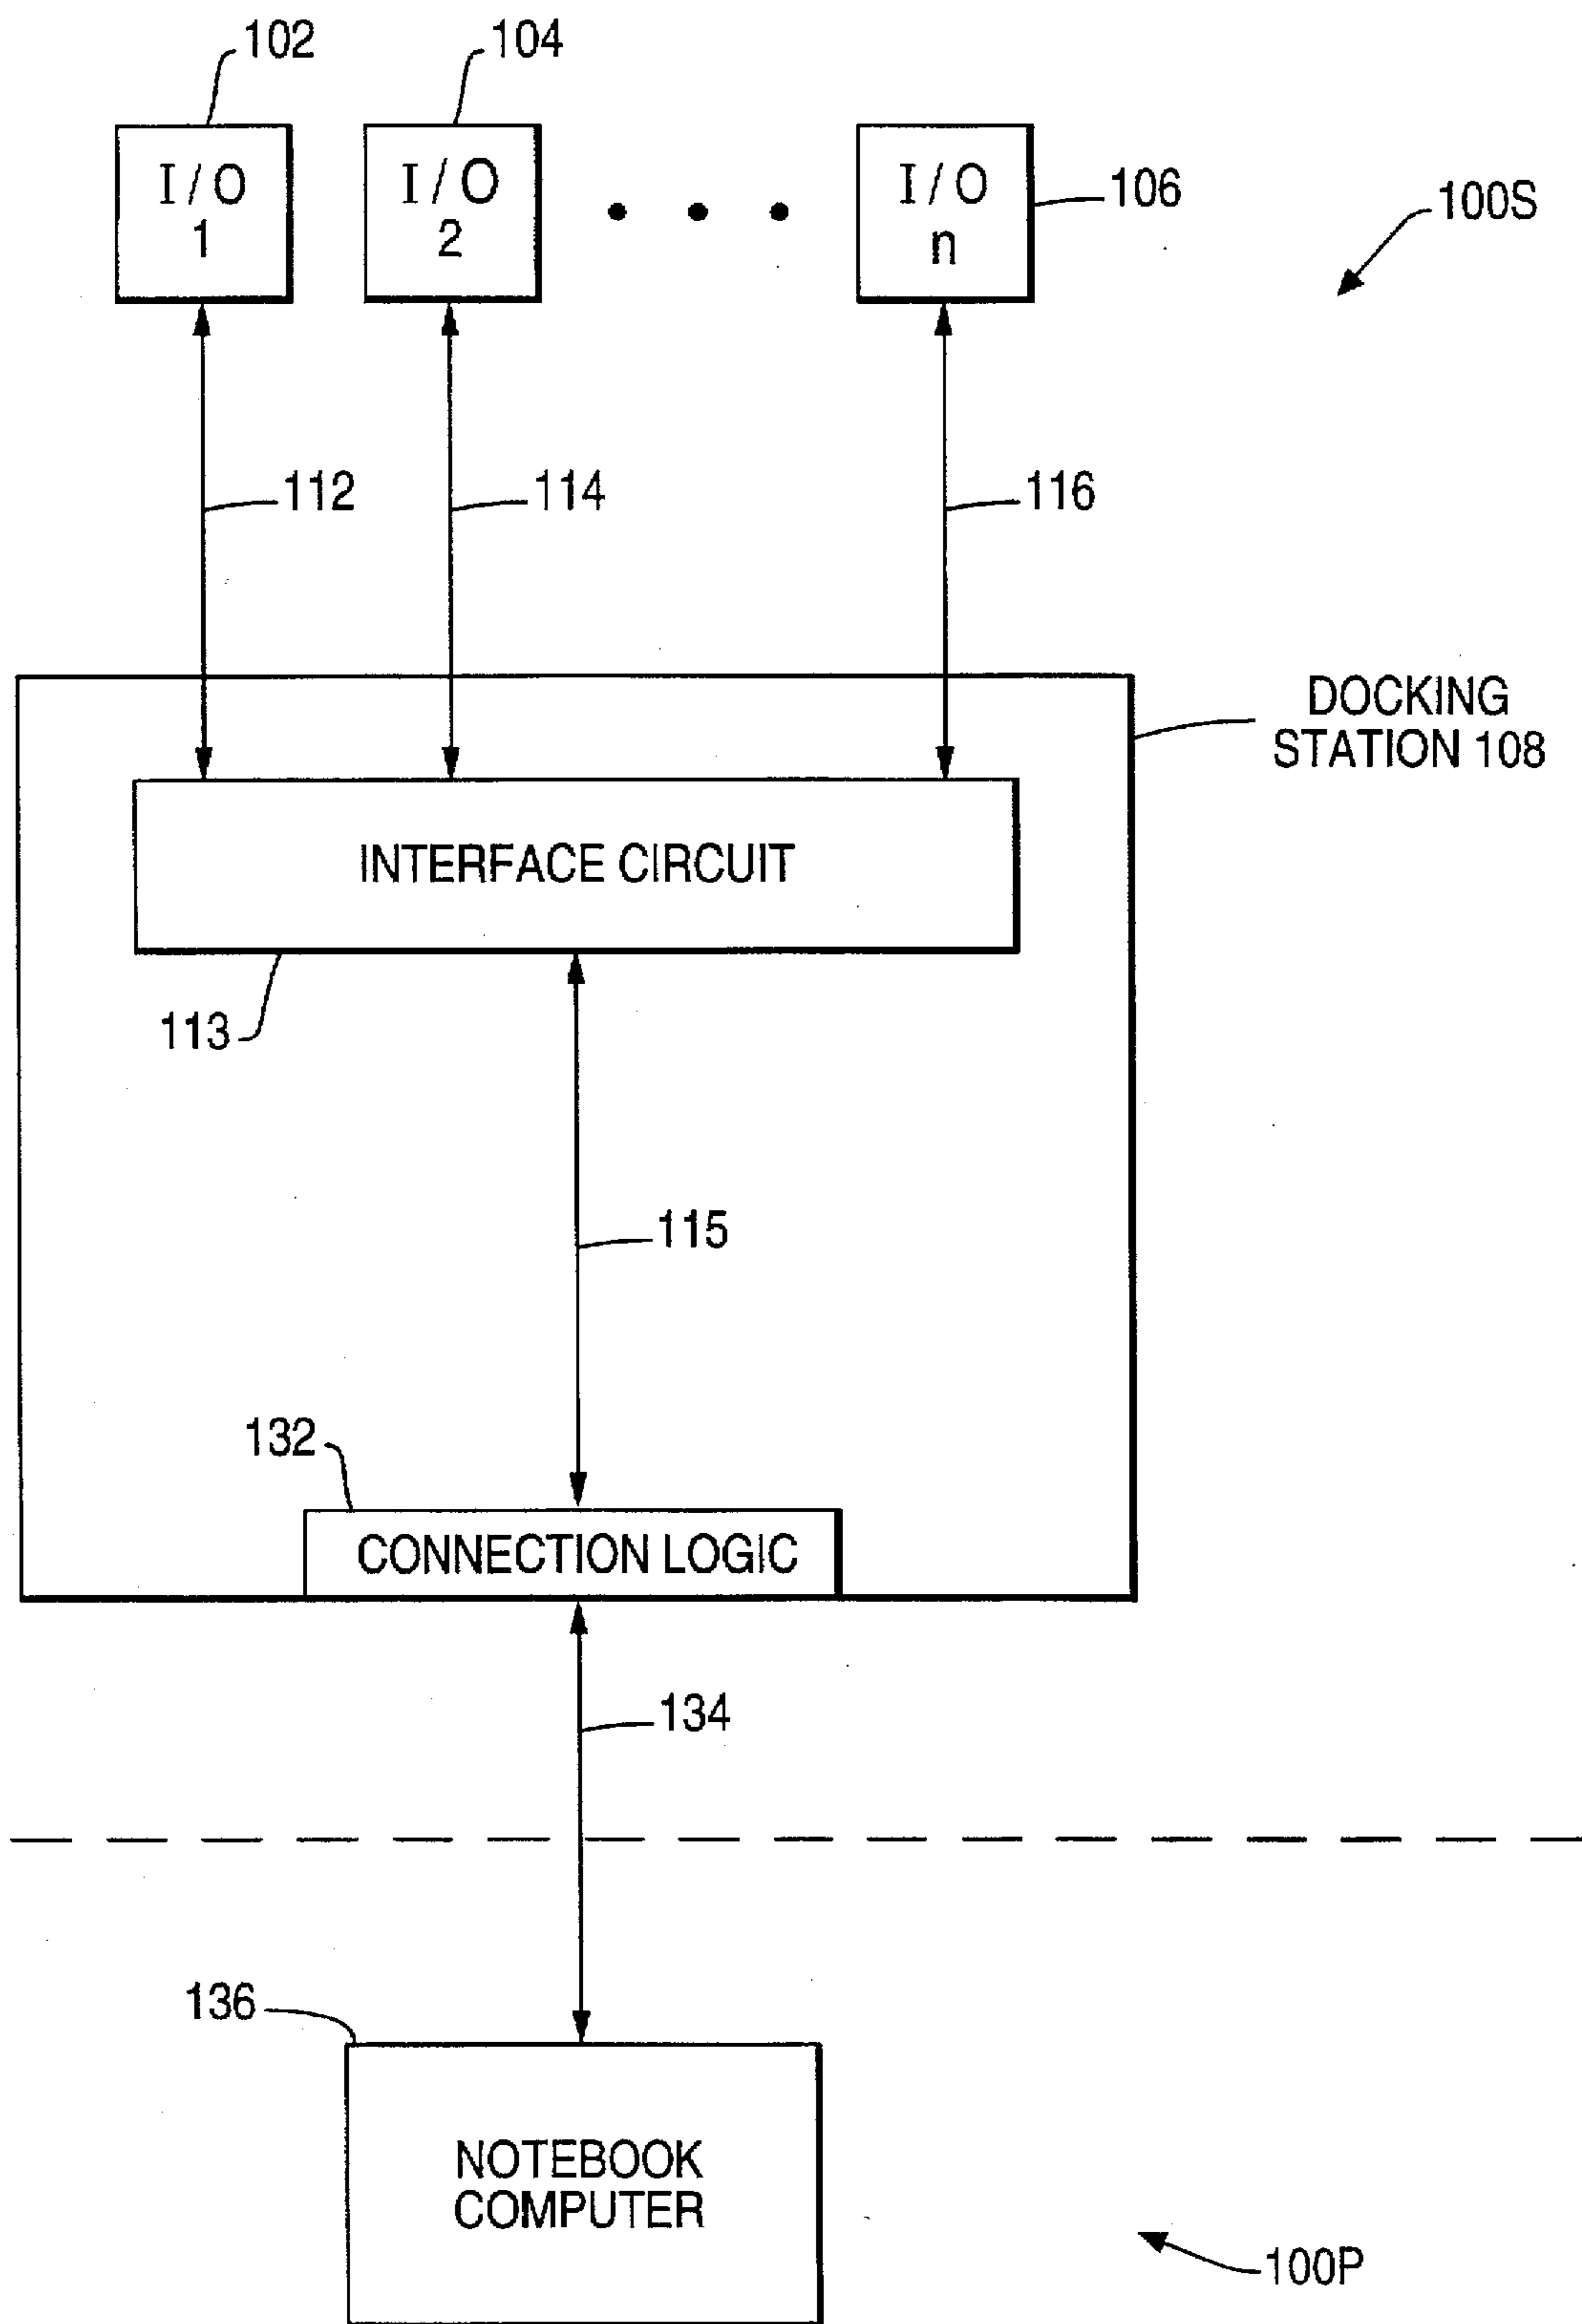 102
104
I/O
1
I/O
2
I/O
n
106
100S
112
114
116
DOCKING
STATION 108
INTERFACE CIRCUIT
113
115
132
CONNECTION LOGIC
134
136
NOTEBOOK
COMPUTER
100P